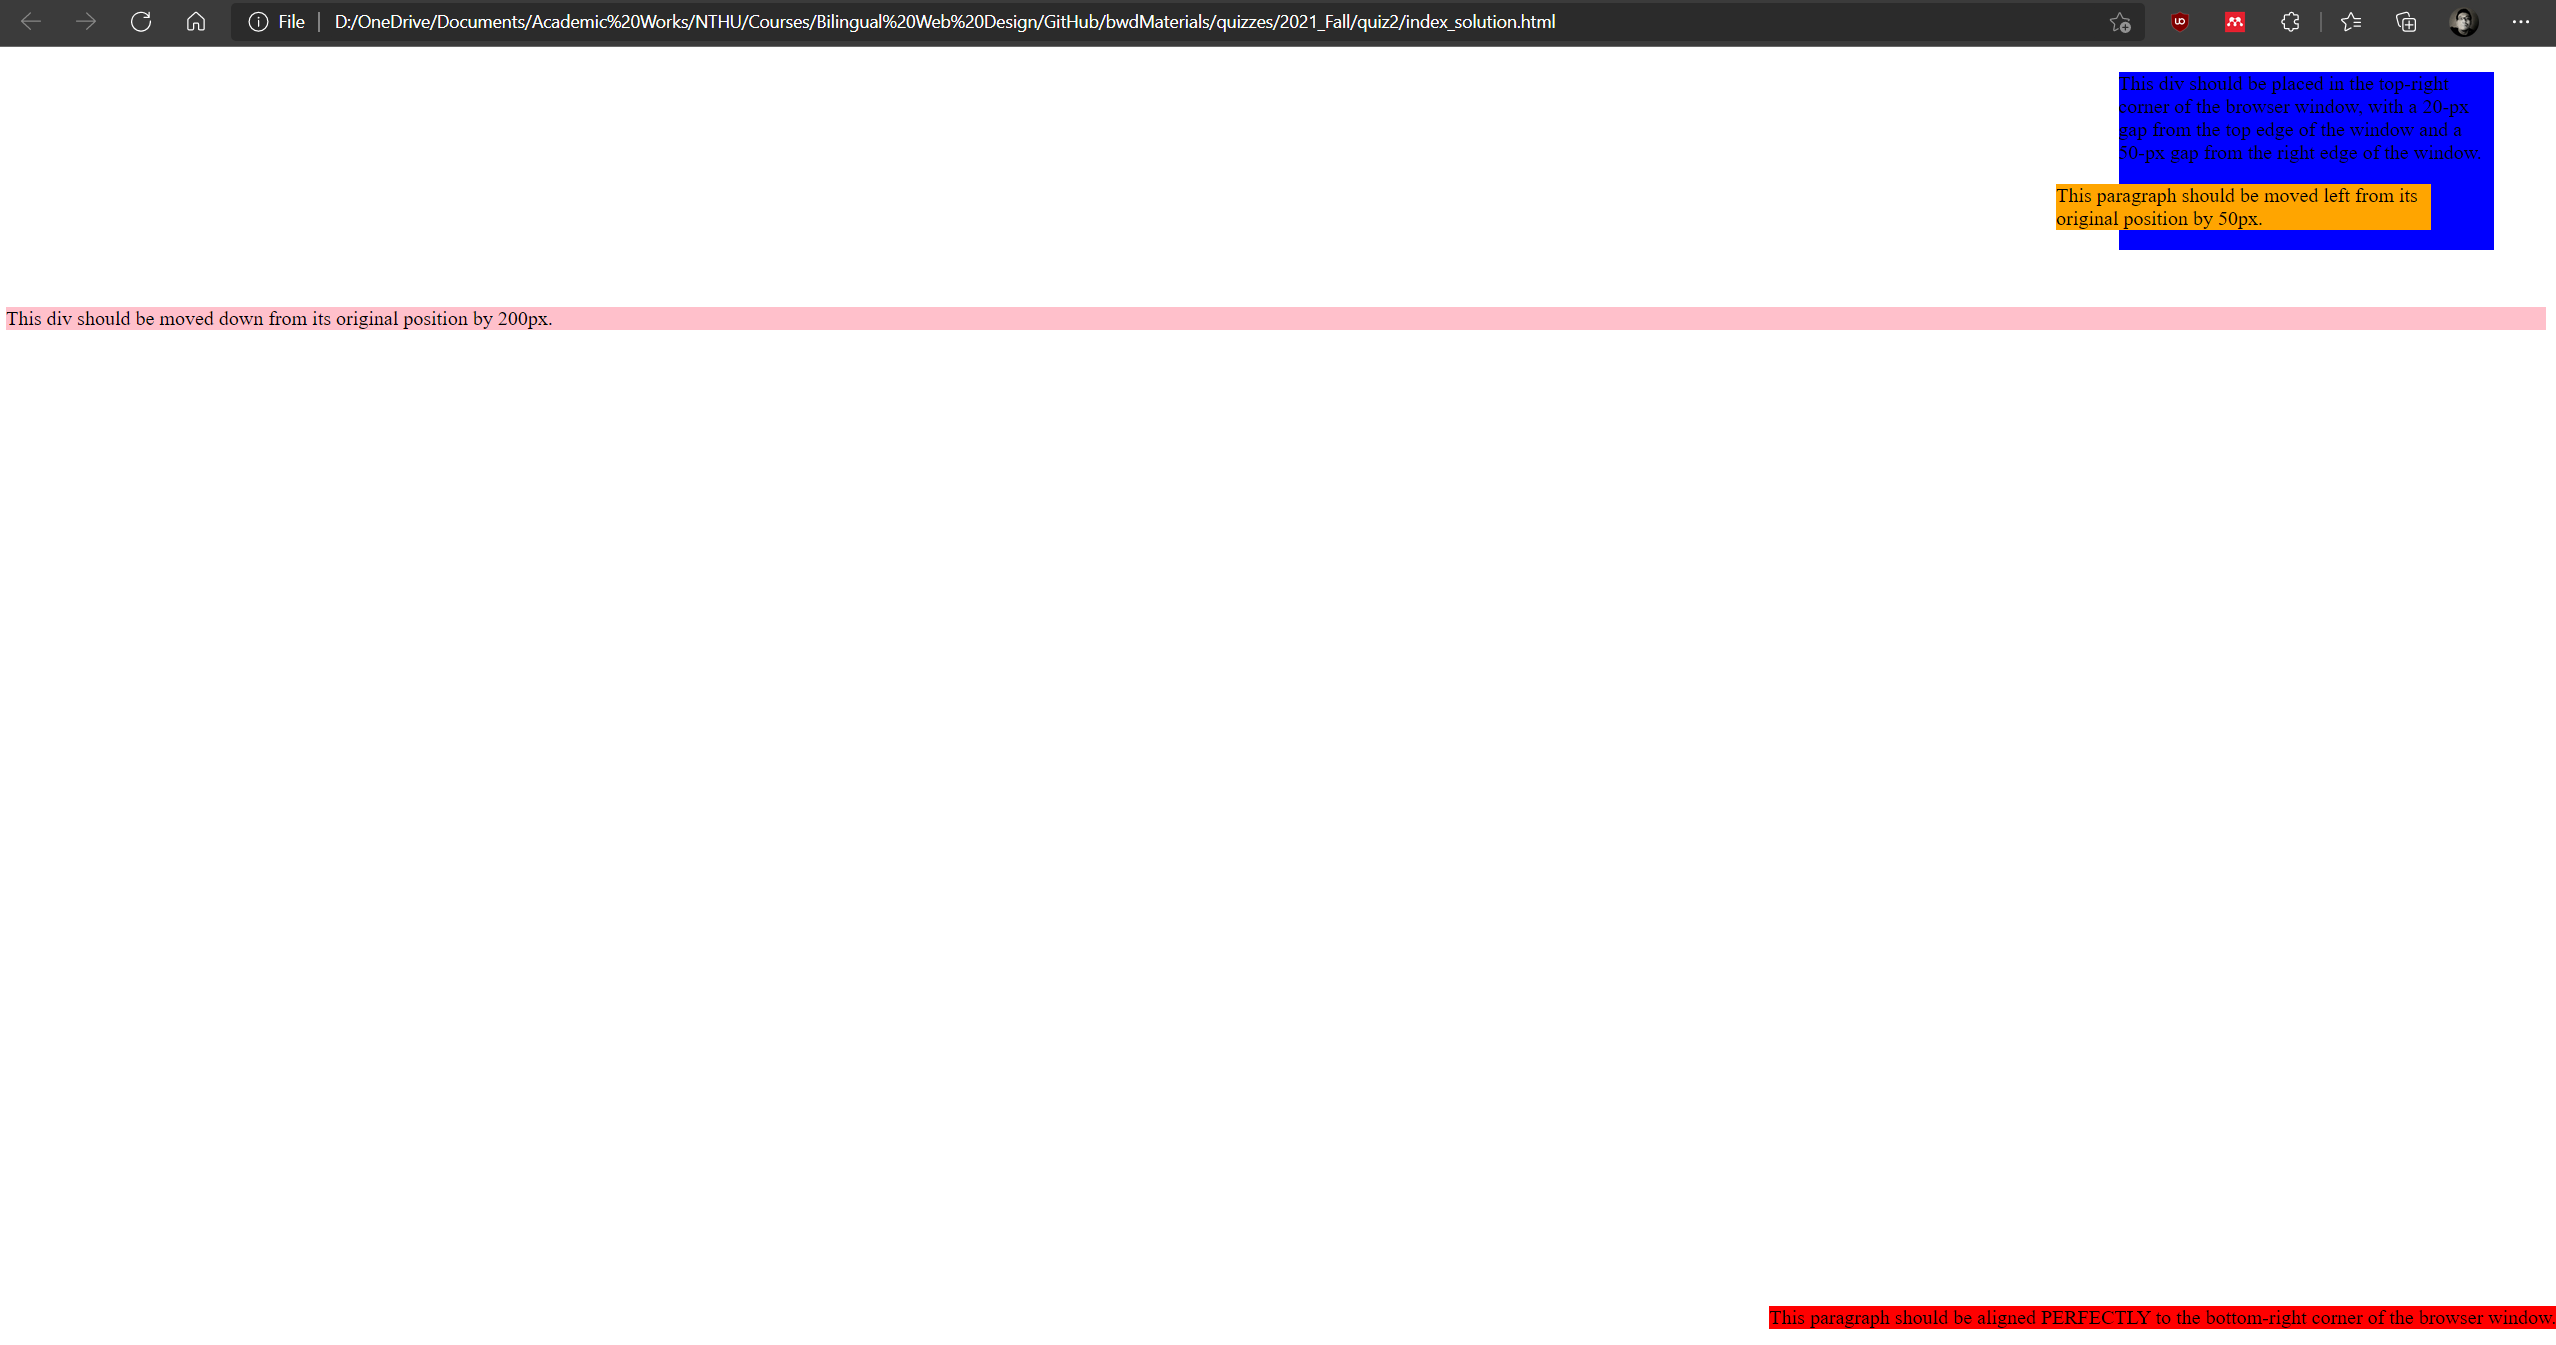 File
D:/OneDrive/Documents/Academic%20Works/NTHU/Courses/Bilingual%20Web%20Design/GitHub/bwdMaterials/quizzes/2021_Fall/quiz2/index_solution.html
This div should be placed in the top-right
corner of the browser window, with a 20-px
gap from the top edge of the window and a
50-px gap from the right edge of the window.
This paragraph should be moved left from its
original position by 50px.
This div should be moved down from its original position by 200px.
This paragraph should be aligned PERFECTLY to the bottom-right corner of the browser window.